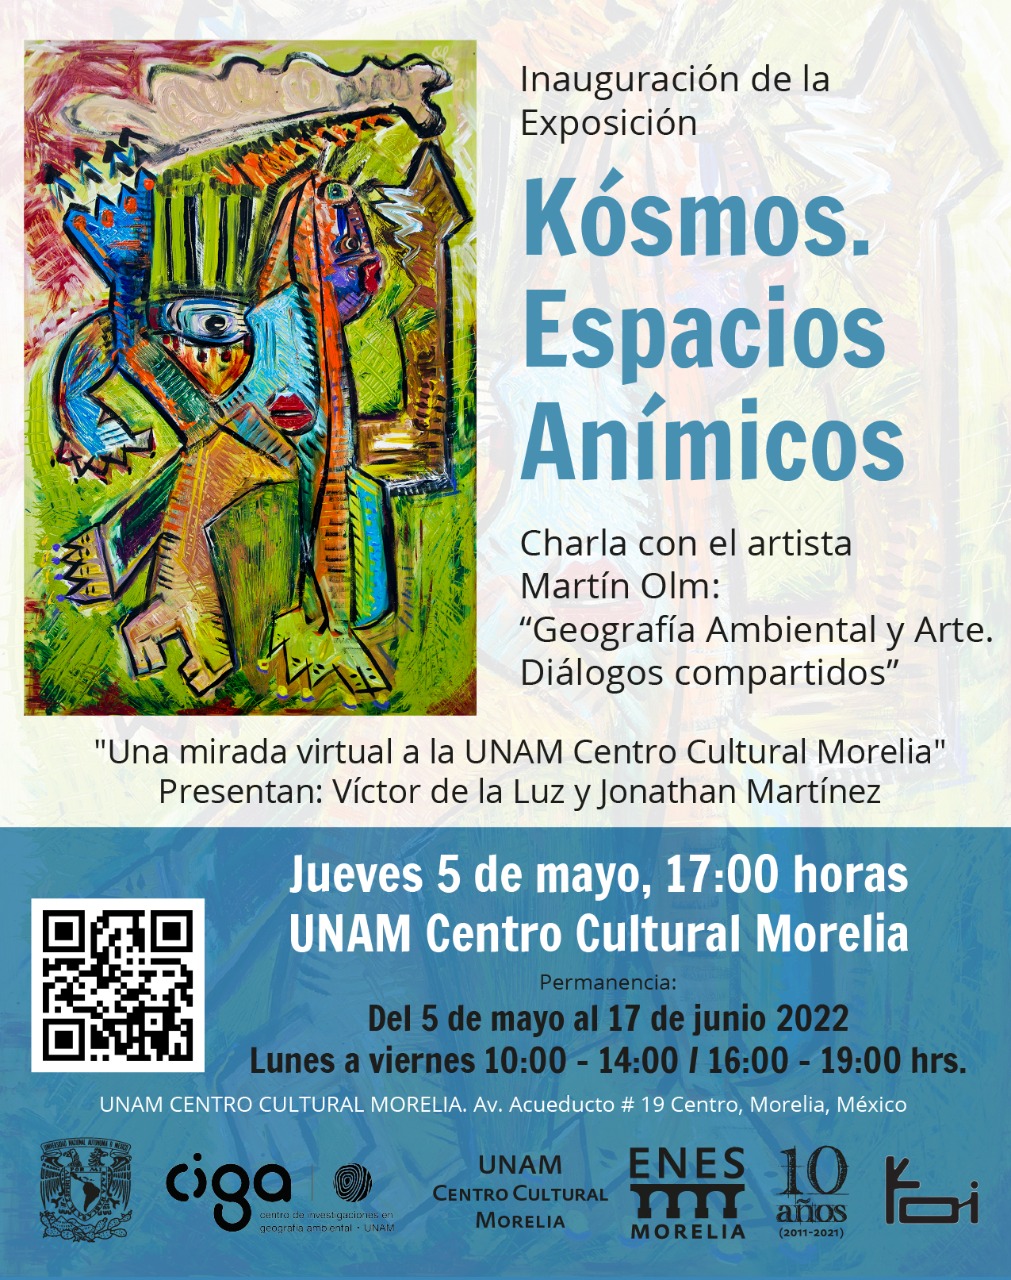 Inauguración de la
Exposición
Kósmos.
Espacios
Anímicos
Charla con el artista
Martín Olm:
“Geografía Ambiental y Arte.
Diálogos compartidos”
"Una mirada virtual a la UNAM Centro Cultural Morelia"
Presentan: Víctor de la Luz y Jonathan Martínez
Jueves 5 de mayo, 17:00 horas
UNAM Centro Cultural Morelia
Permanencia:
Del 5 de mayo al 17 de junio 2022
Lunes a viernes 10:00 - 14:00 / 16:00 - 19:00 hrs.
UNAM CENTRO CULTURAL MORELIA. Av. Acueducto # 19 Centro, Morelia, México
ciga
centro de investigaciones en
geografía ambiental · UNAM
UNAM
CENTRO CULTURAL
MORELIA
ENES
MORELIA
10
años
(2011-2021)